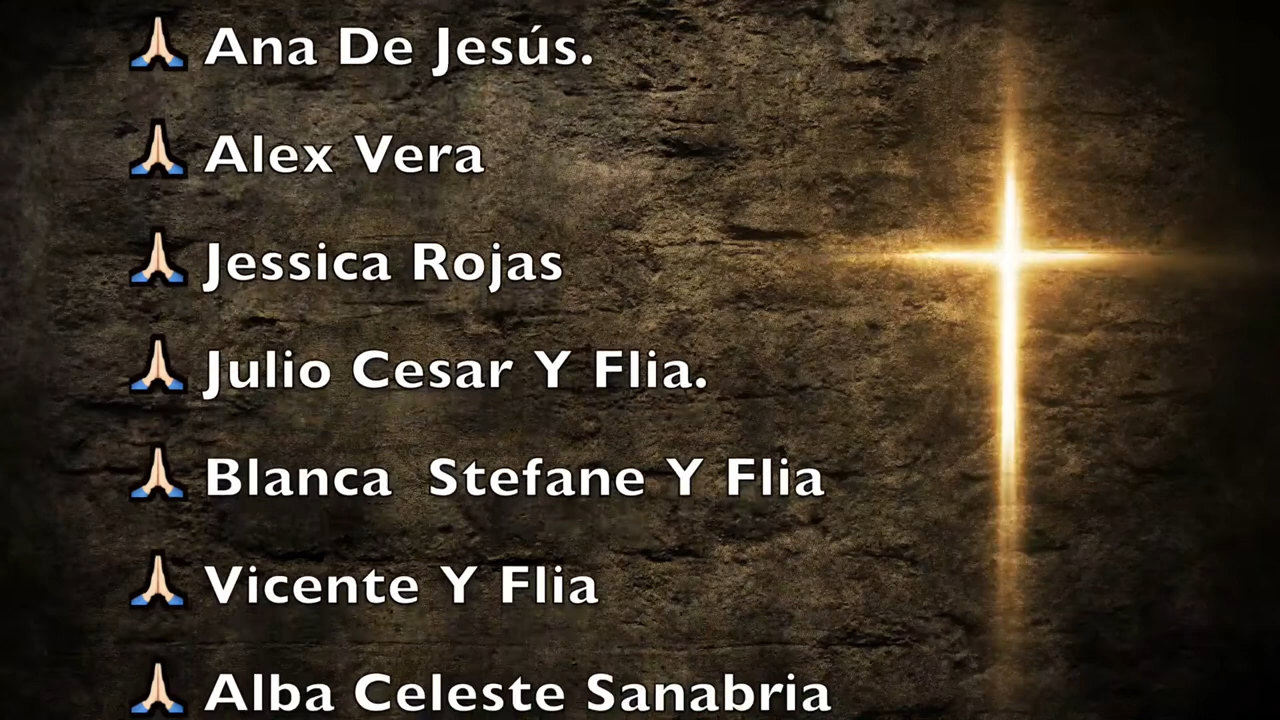 🙏🏻 Ana De Jesús.
🙏🏻 Alex Vera
🙏🏻 Jessica Rojas
🙏🏻 Julio Cesar Y Flia.
🙏🏻 Blanca  Stefane Y Flia
🙏🏻 Vicente Y Flia
🙏🏻 Alba Celeste Sanabria